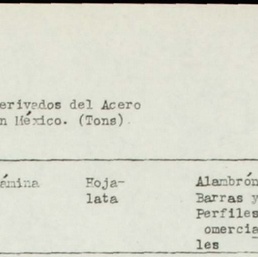 erivados del Acero
n México. (Tons)
ámina Hoja- Alambrón
lata Barras y
Perfiles
omercia
les